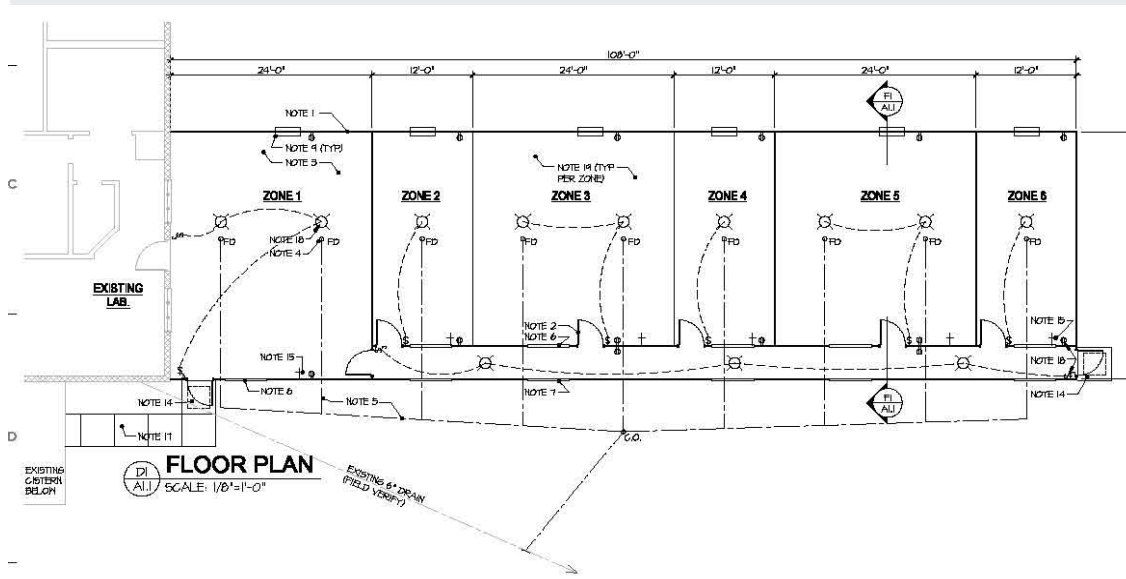 108'-0"
24'-0" 12'-0" 24'-0" 12'-0" 24'-0" 12'-0"
F1
A1.1
NOTE 1
NOTE 9 (TYP)
NOTE 3
NOTE 19 (TYP
PER ZONE)
C
ZONE 1 ZONE 2 ZONE 3 ZONE 4 ZONE 5 ZONE 6
NOTE 18
NOTE 4
FD FD FD FD FD FD FD FD FD
EXISTING
LAB.
NOTE 2
NOTE 6
NOTE 15
NOTE 15
NOTE 18
NOTE 14
NOTE 8
NOTE 7
NOTE 14
NOTE 5
F1
A1.1
NOTE 17
D
C.O.
EXISTING
CISTERN
BELOW
D1
A1.1
FLOOR PLAN
SCALE: 1/8"=1'-0"
EXISTING 6" DRAIN
(FIELD VERIFY)